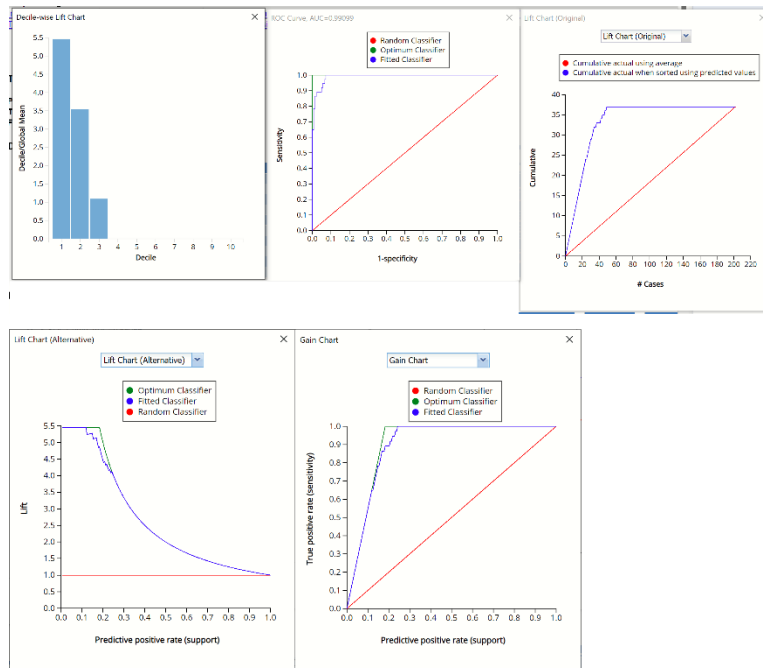 Decile-wise Lift Chart
5.5
5.0
4.5
4.0
3.5
3.0
2.5
2.0
1.5
1.0
0.5
0.0
Decile/Global Mean
1 2 3 4 5 6 7 8 9 10
Decile
ROC Curve, AUC=0.99099
Random Classifier
Optimum Classifier
Fitted Classifier
1.0
0.9
0.8
0.7
0.6
0.5
0.4
0.3
0.2
0.1
0.0
Sensitivity
0.0 0.1 0.2 0.3 0.4 0.5 0.6 0.7 0.8 0.9 1.0
1-specificity
Lift Chart (Original)
Lift Chart (Original)
Cumulative actual using average
Cumulative actual when sorted using predicted values
40
35
30
25
20
15
10
5
0
Cumulative
0 20 40 60 80 100 120 140 160 180 200 220
# Cases
Lift Chart (Alternative)
Lift Chart (Alternative)
Optimum Classifier
Fitted Classifier
Random Classifier
5.5
5.0
4.5
4.0
3.5
3.0
2.5
2.0
1.5
1.0
0.5
0.0
Lift
0.0 0.1 0.2 0.3 0.4 0.5 0.6 0.7 0.8 0.9 1.0
Predictive positive rate (support)
Gain Chart
Gain Chart
Random Classifier
Optimum Classifier
Fitted Classifier
1.0
0.9
0.8
0.7
0.6
0.5
0.4
0.3
0.2
0.1
0.0
True positive rate (sensitivity)
0.0 0.1 0.2 0.3 0.4 0.5 0.6 0.7 0.8 0.9 1.0
Predictive positive rate (support)